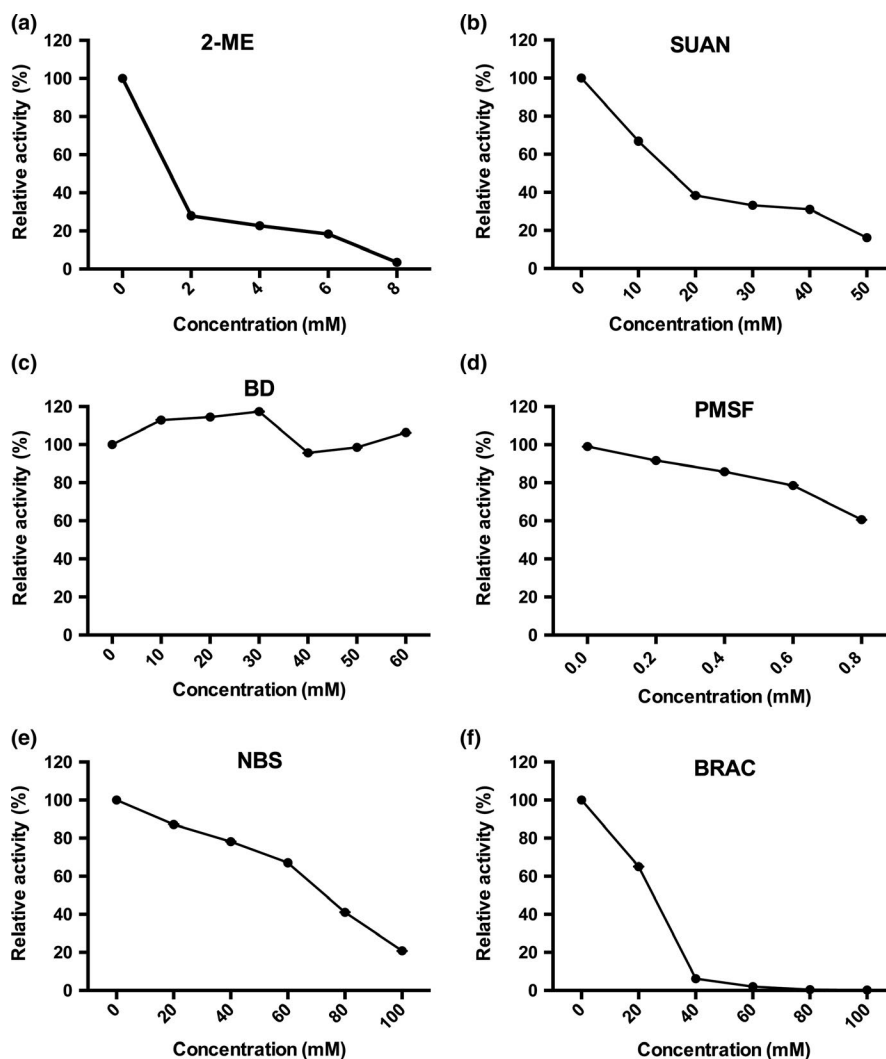 (a)
2-ME
Relative activity (%)
120
100
80
60
40
20
0
0 2 4 6 8
Concentration (mM)
(b)
SUAN
Relative activity (%)
120
100
80
60
40
20
0
0 10 20 30 40 50
Concentration (mM)
(c)
BD
Relative activity (%)
120
100
80
60
40
20
0
0 10 20 30 40 50 60
Concentration (mM)
(d)
PMSF
Relative activity (%)
120
100
80
60
40
20
0
0.0 0.2 0.4 0.6 0.8
Concentration (mM)
(e)
NBS
Relative activity (%)
120
100
80
60
40
20
0
0 20 40 60 80 100
Concentration (mM)
(f)
BRAC
Relative activity (%)
120
100
80
60
40
20
0
0 20 40 60 80 100
Concentration (mM)